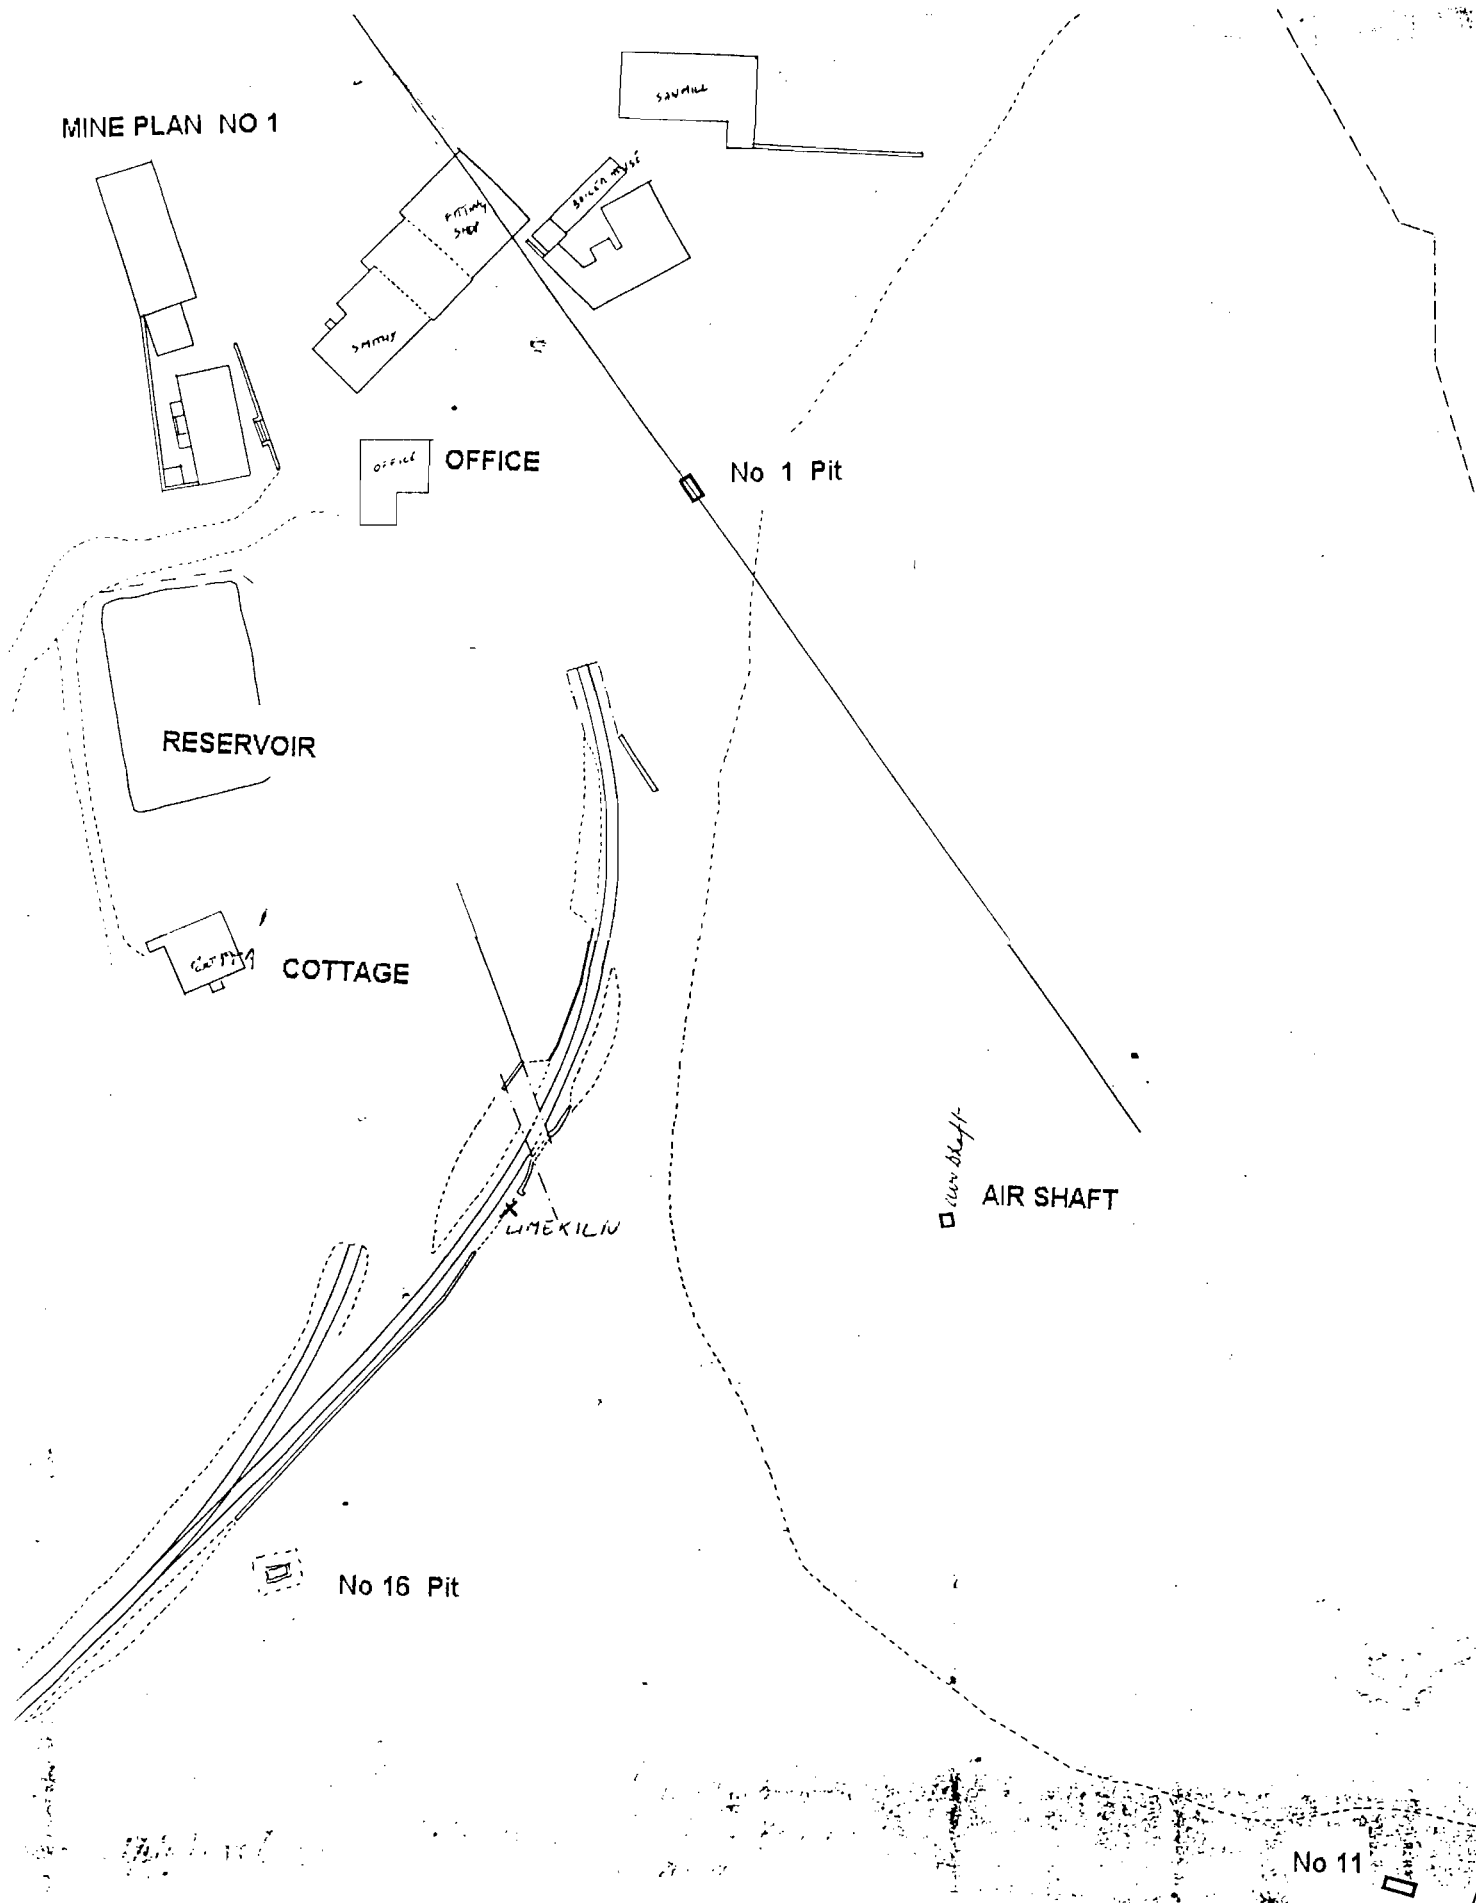 SAWMILL
MINE PLAN NO 1
BOILER HOUSE
FITTING
SHOP
SMITHY
OFFICE
OFFICE
No 1 Pit
RESERVOIR
COTTAGE
Air Shaft
AIR SHAFT
LIMEKILN
No 16 Pit
No 11